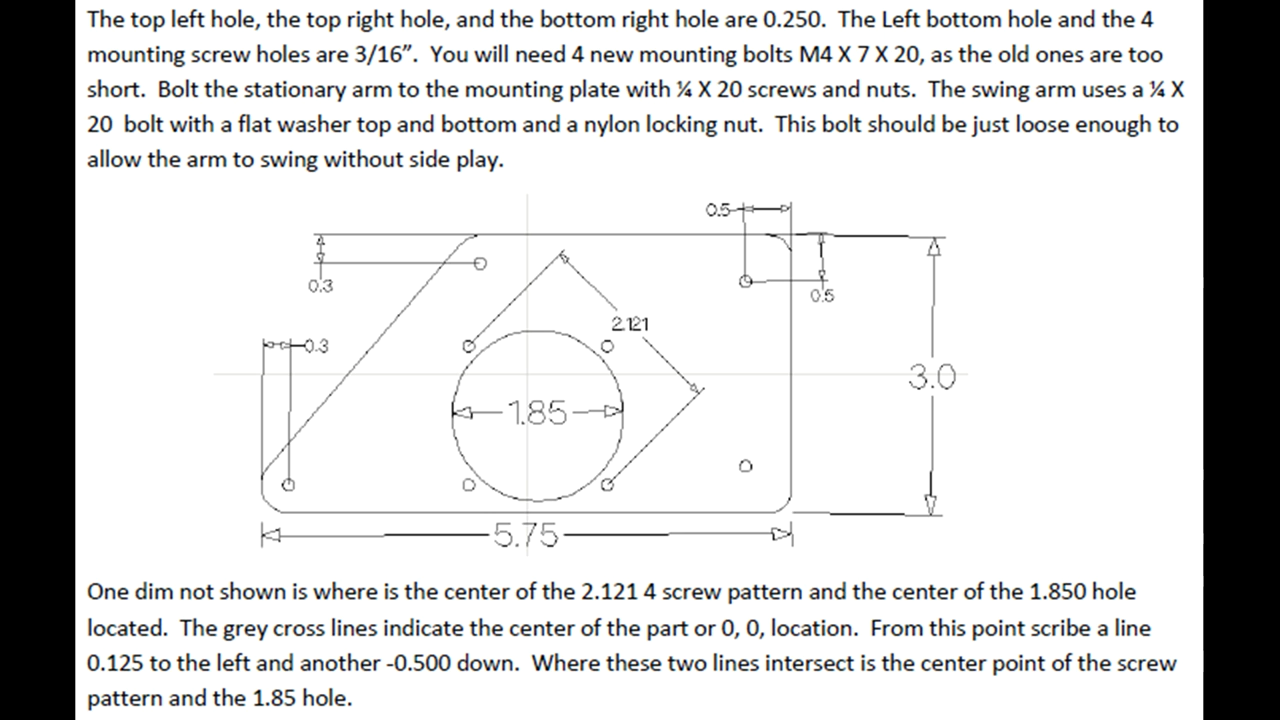 The top left hole, the top right hole, and the bottom right hole are 0.250.  The Left bottom hole and the 4
mounting screw holes are 3/16”.  You will need 4 new mounting bolts M4 X 7 X 20, as the old ones are too
short.  Bolt the stationary arm to the mounting plate with ¼ X 20 screws and nuts.  The swing arm uses a ¼ X
20  bolt with a flat washer top and bottom and a nylon locking nut.  This bolt should be just loose enough to
allow the arm to swing without side play.
0.5
0.3
0.5
2.121
0.3
3.0
1.85
5.75
One dim not shown is where is the center of the 2.121 4 screw pattern and the center of the 1.850 hole
located.  The grey cross lines indicate the center of the part or 0, 0, location.  From this point scribe a line
0.125 to the left and another -0.500 down.  Where these two lines intersect is the center point of the screw
pattern and the 1.85 hole.